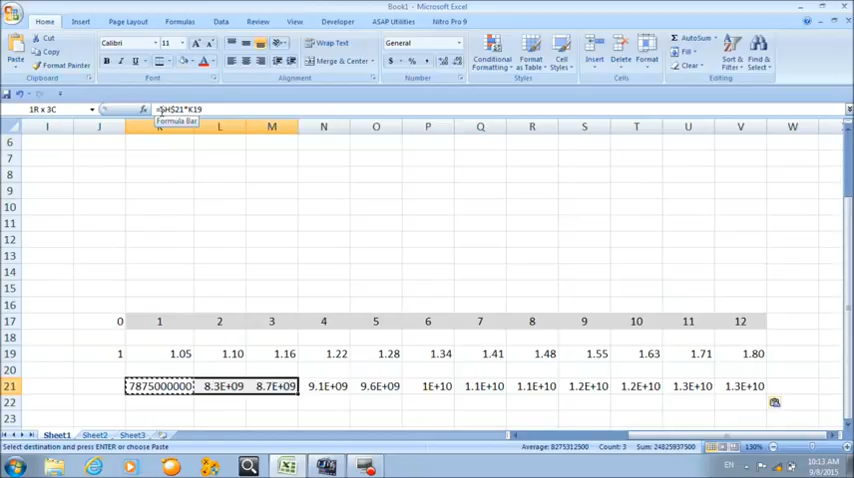 Book1 - Microsoft Excel
Home Insert Page Layout Formulas Data Review View Developer ASAP Utilities Nitro Pro 9
Cut
Copy
Format Painter
Paste
Clipboard
Calibri 11
B I U
Font
Wrap Text
Merge & Center
Alignment
General
$ % ,
Number
Conditional Formatting
Format as Table
Cell Styles
Styles
Insert Delete Format
Cells
AutoSum
Fill
Clear
Sort & Filter
Find & Select
Editing
1R x 3C =$H$21*K19
Formula Bar
I J K L M N O P Q R S T U V W
6
7
8
9
10
11
12
13
14
15
16
17 0 1 2 3 4 5 6 7 8 9 10 11 12
18
19 1 1.05 1.10 1.16 1.22 1.28 1.34 1.41 1.48 1.55 1.63 1.71 1.80
20
21 7875000000 8.3E+09 8.7E+09 9.1E+09 9.6E+09 1E+10 1.1E+10 1.1E+10 1.2E+10 1.2E+10 1.3E+10 1.3E+10
22
23
Sheet1 Sheet2 Sheet3
Select destination and press ENTER or choose Paste Average: 8275312500 Count: 3 Sum: 24825937500 130%
EN 10:13 AM
9/8/2015